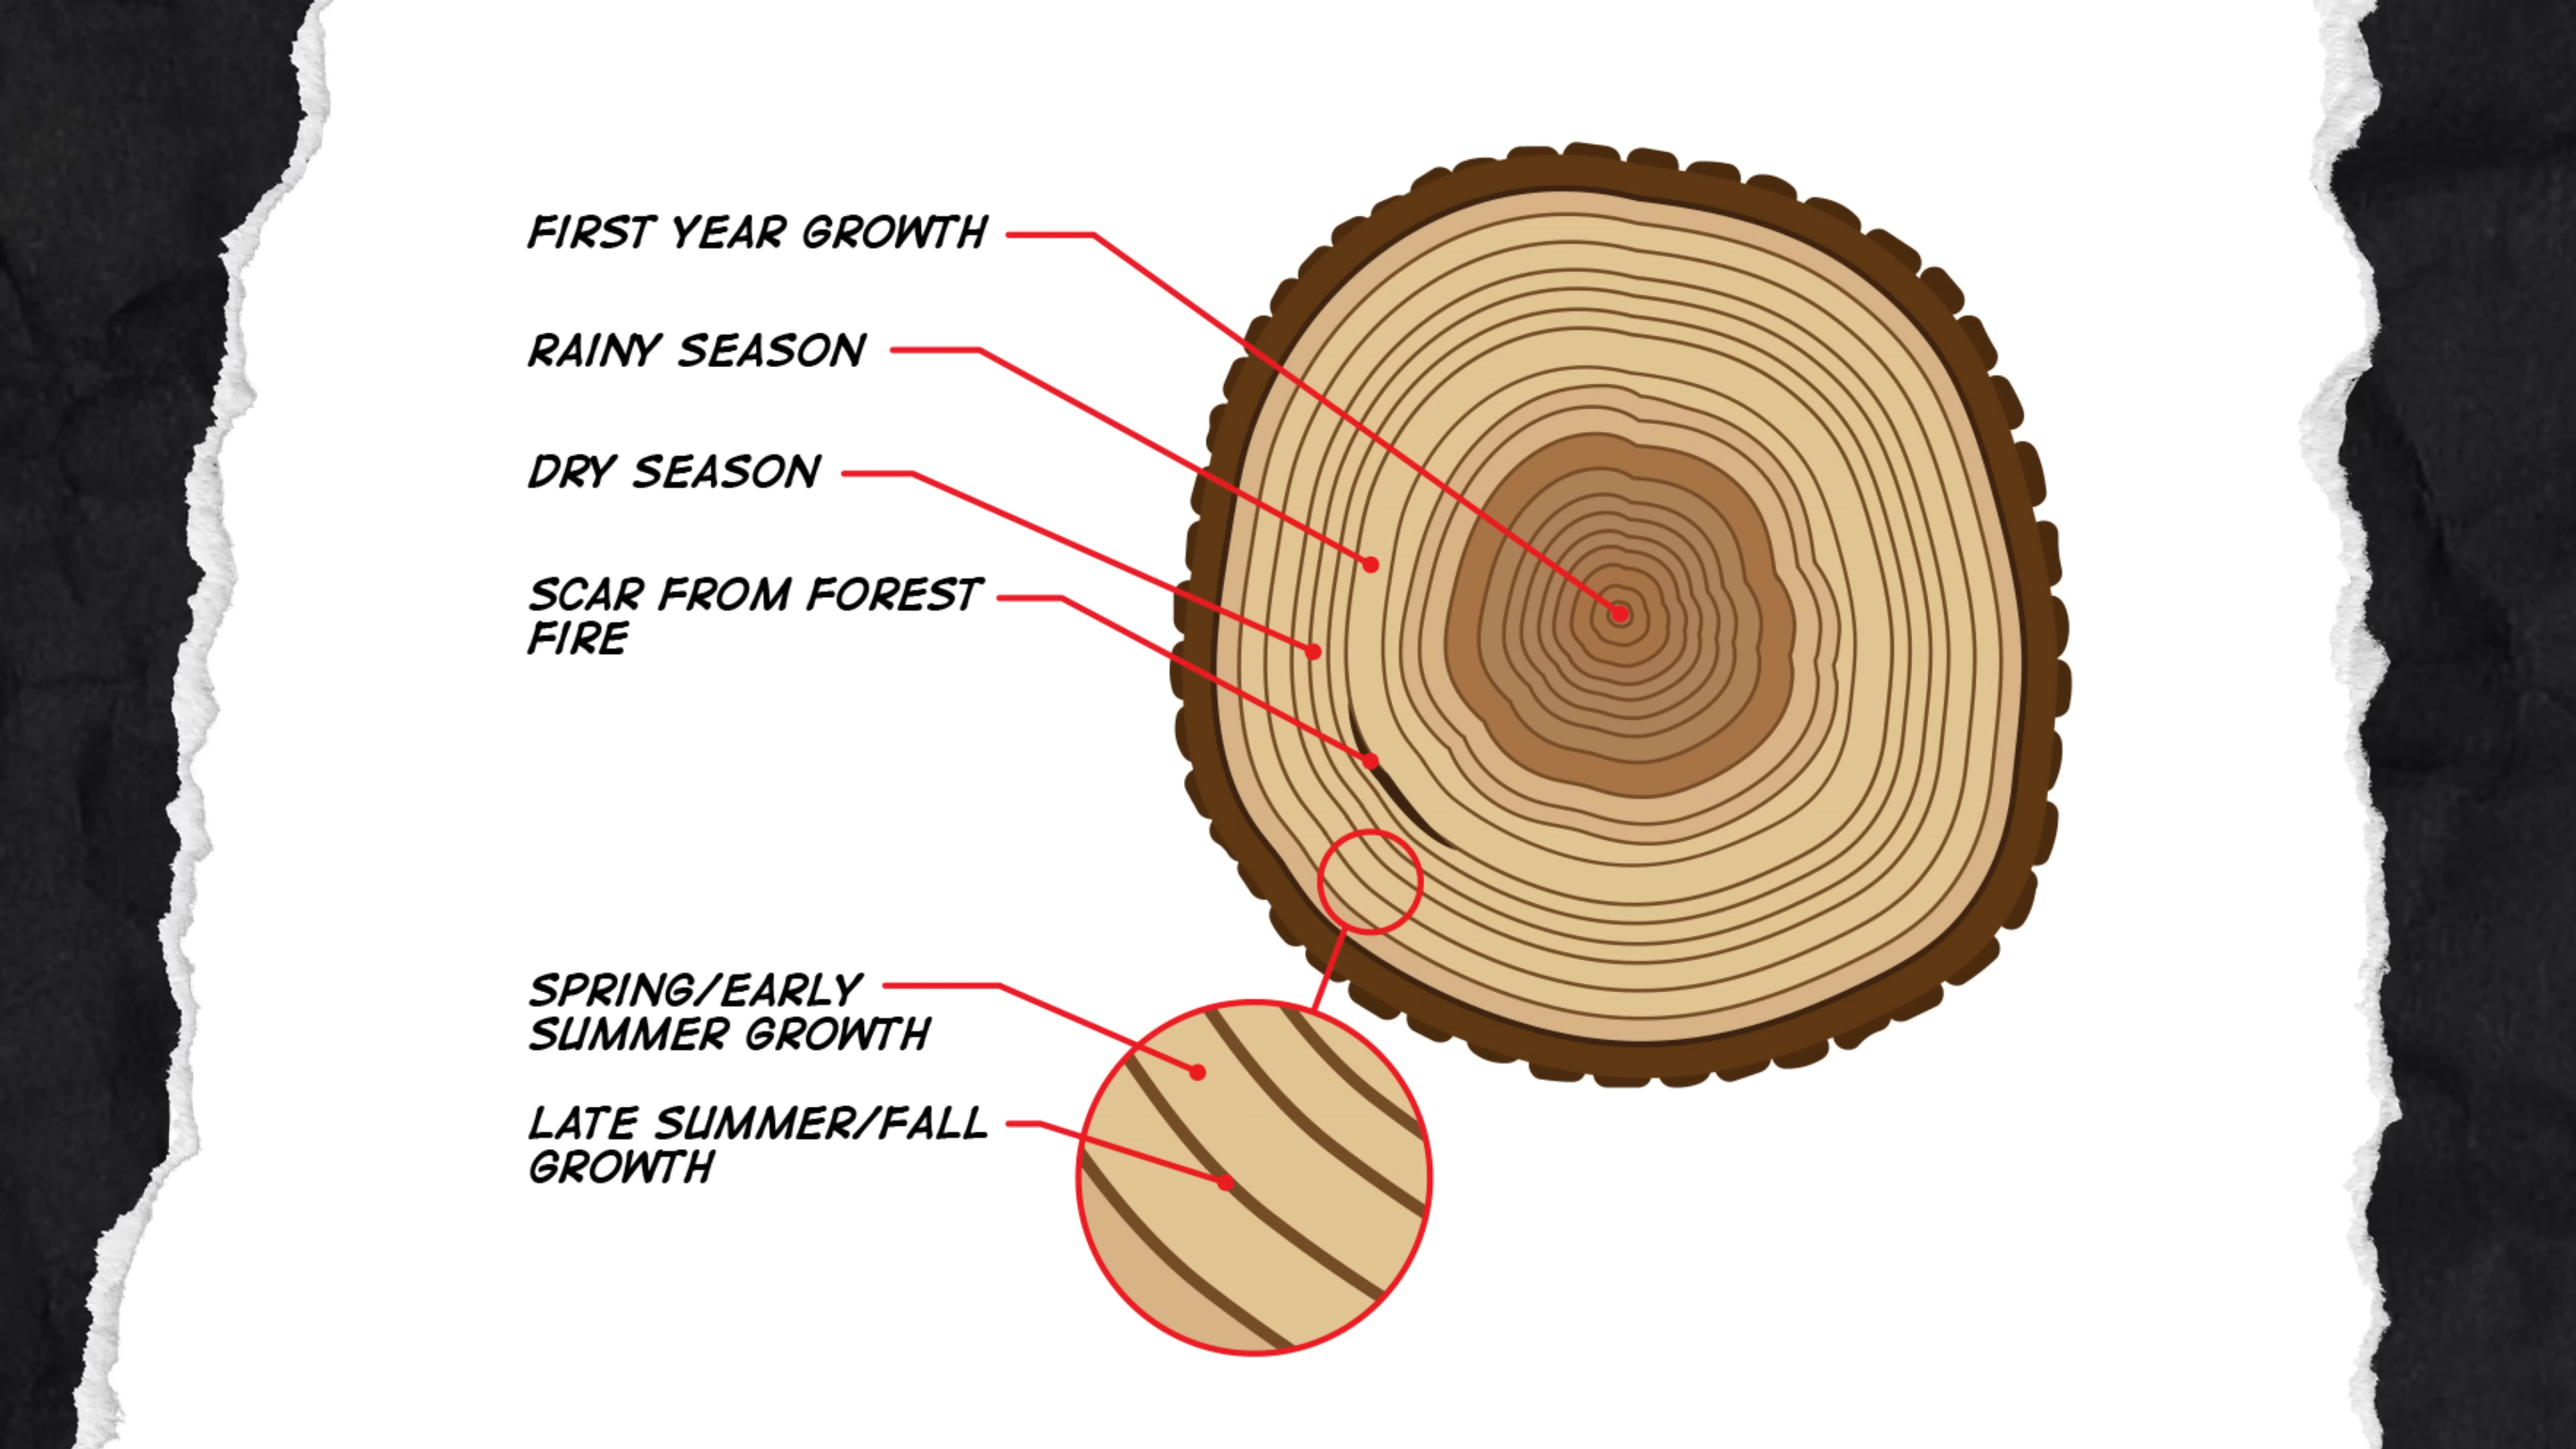 FIRST YEAR GROWTH
RAINY SEASON
DRY SEASON
SCAR FROM FOREST
FIRE
SPRING/EARLY
SUMMER GROWTH
LATE SUMMER/FALL
GROWTH